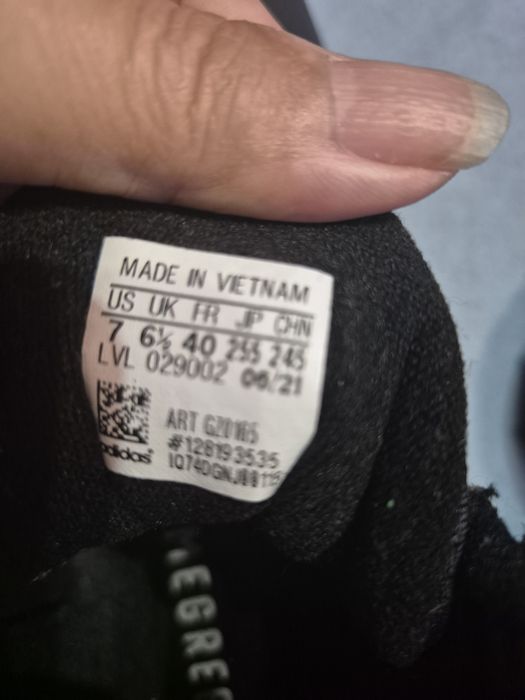 MADE IN VIETNAM
US UK FR JP CHN
7 6½ 40 255 245
LVL 029002 06/21
ART GZ0165
#128193535
adidas